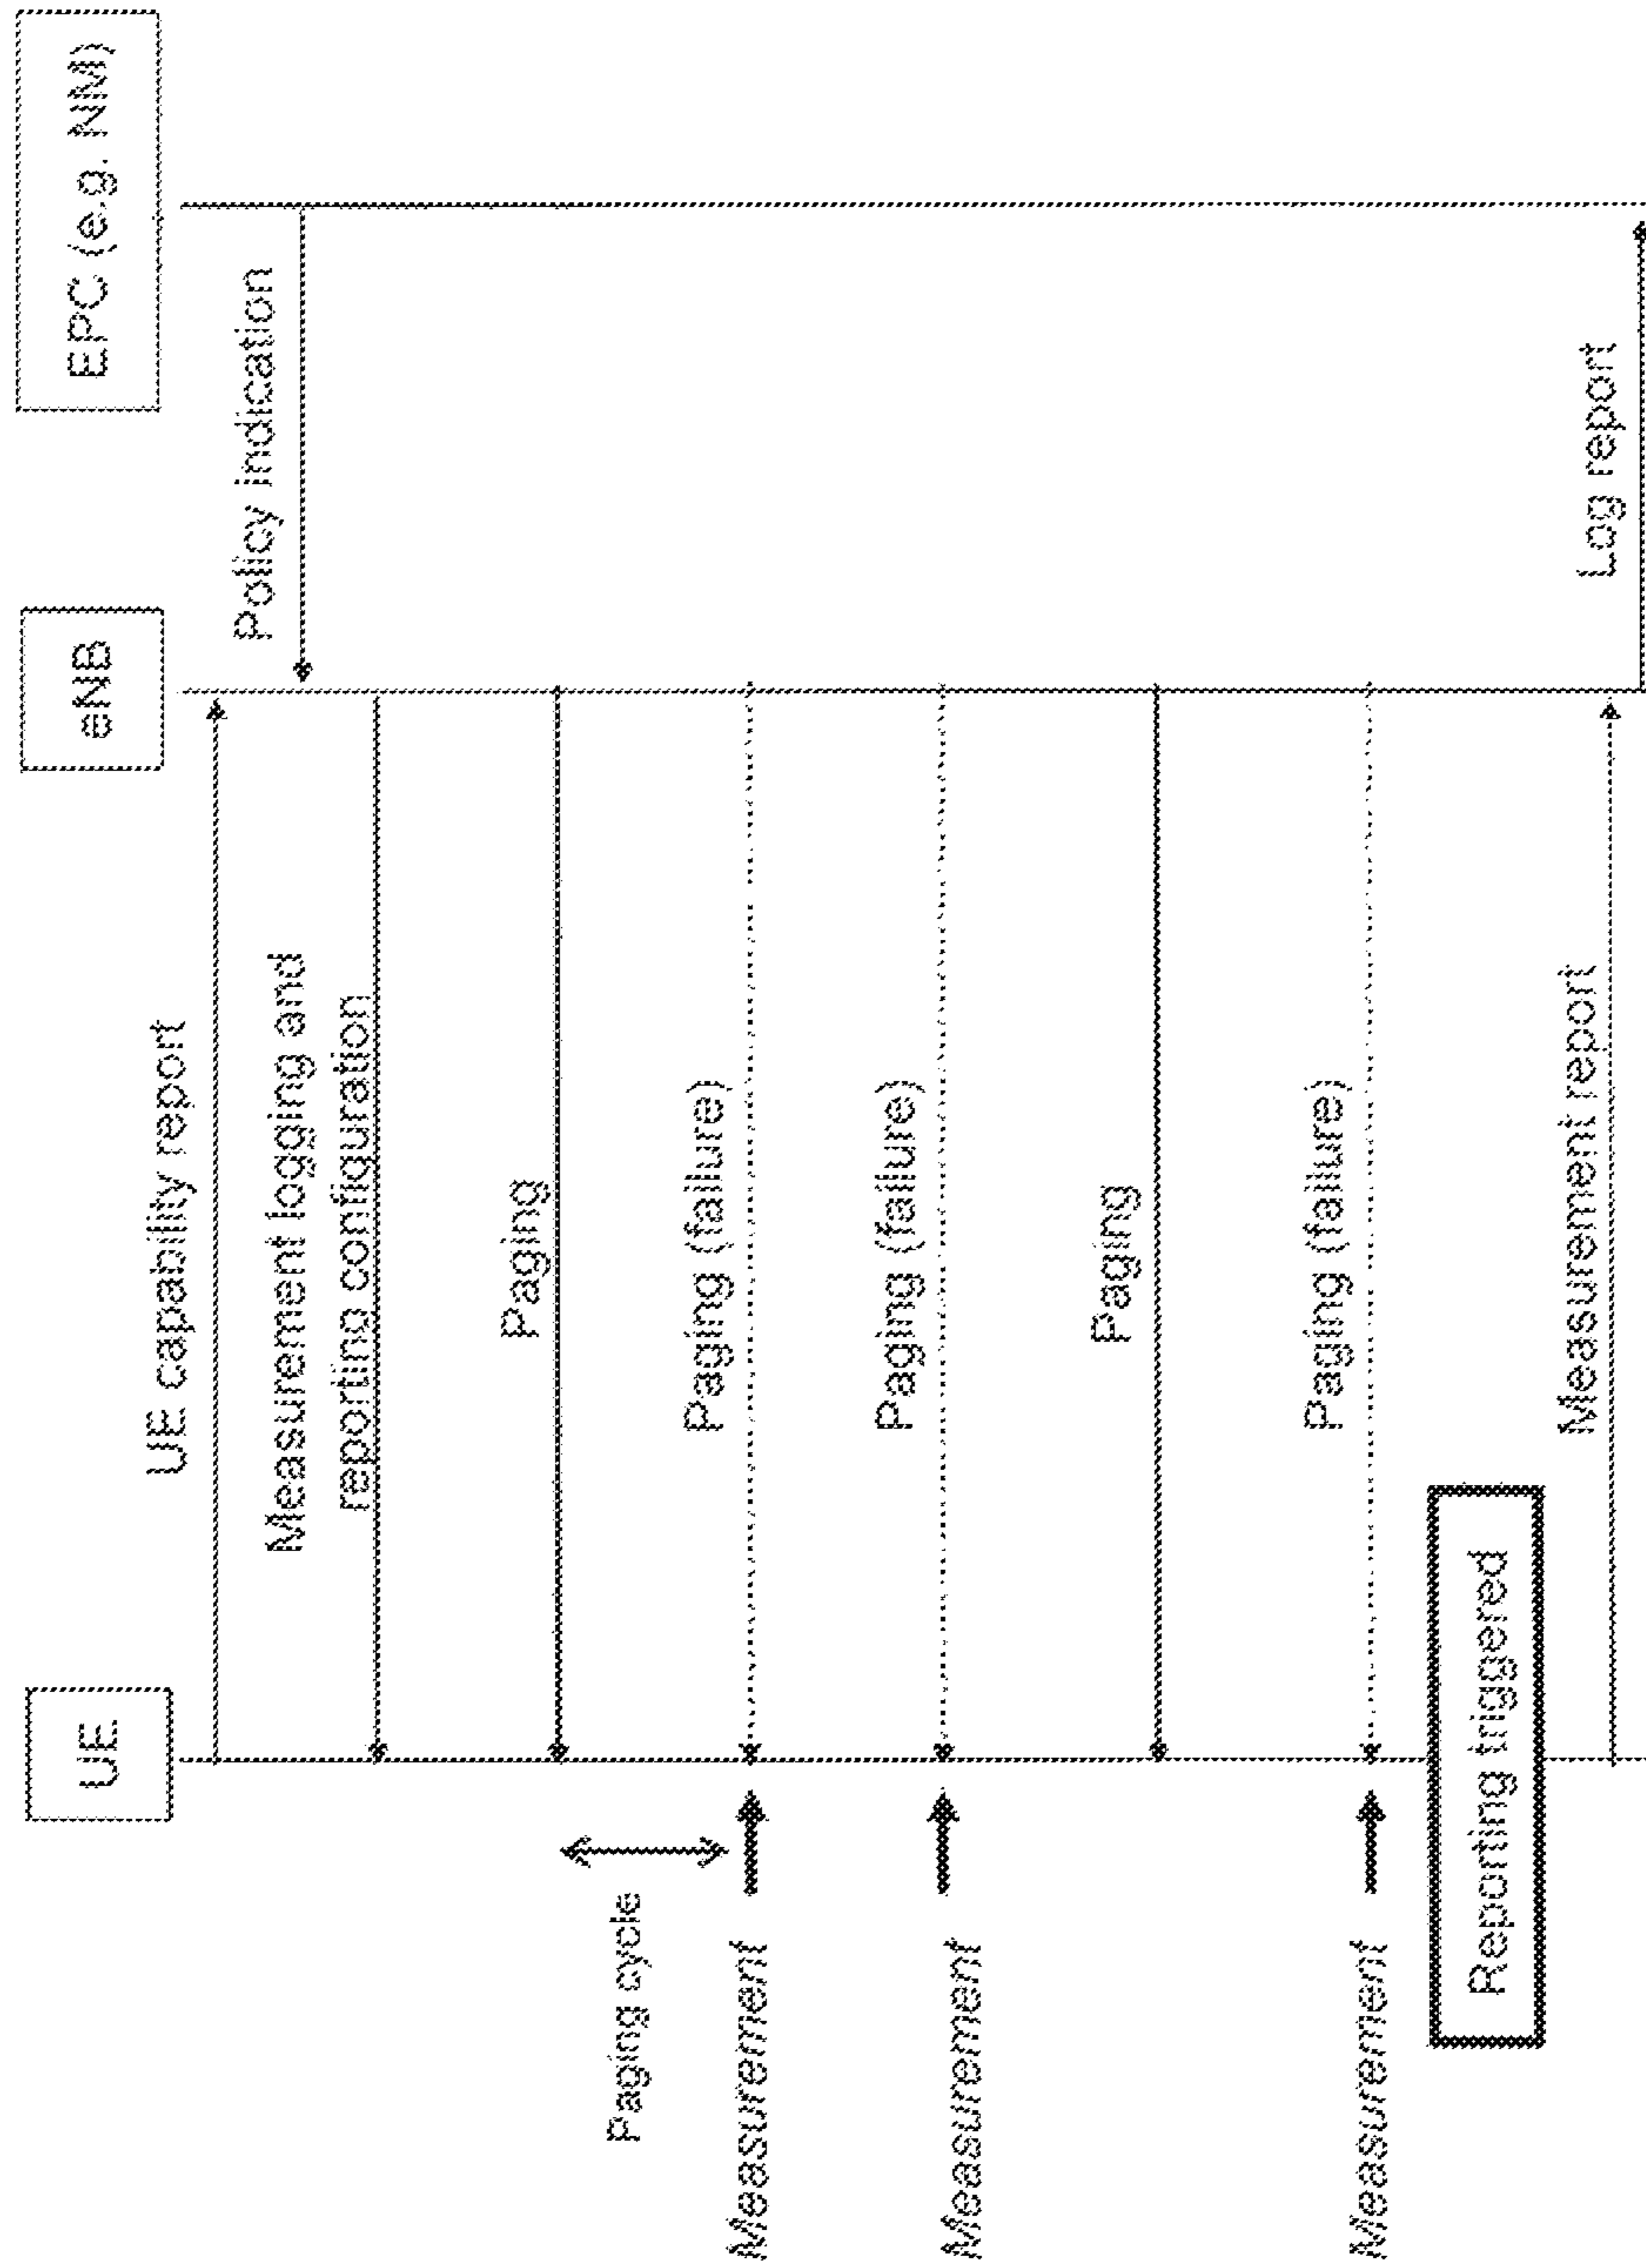 UE
eNB
EPC (e.g. NM)
UE capability report
Policy indication
Measurement logging and
reporting configuration
Paging
Paging cycle
Paging (failure)
Measurement
Paging (failure)
Measurement
Paging
Paging (failure)
Measurement
Reporting triggered
Measurement report
Log report